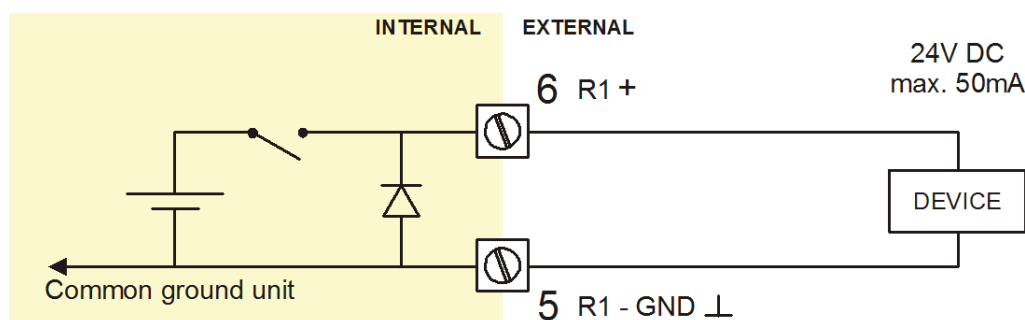 INTERNAL EXTERNAL
24V DC
max. 50mA
6 R1 +
DEVICE
Common ground unit
5 R1 - GND ⊥